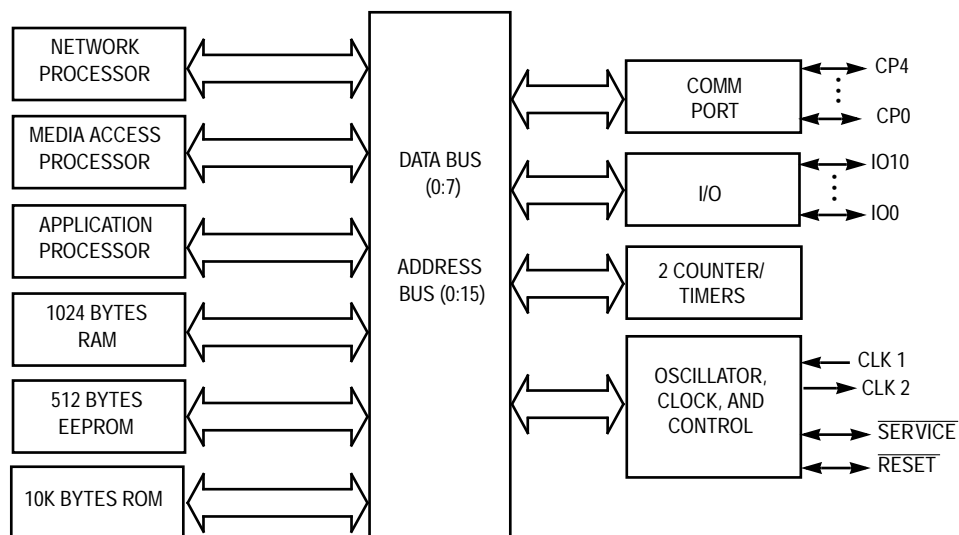 NETWORK
PROCESSOR
MEDIA ACCESS
PROCESSOR
APPLICATION
PROCESSOR
1024 BYTES
RAM
512 BYTES
EEPROM
10K BYTES ROM
DATA BUS
(0:7)
ADDRESS
BUS (0:15)
COMM
PORT
CP4
CP0
I/O
IO10
IO0
2 COUNTER/
TIMERS
OSCILLATOR,
CLOCK, AND
CONTROL
CLK 1
CLK 2
SERVICE
RESET